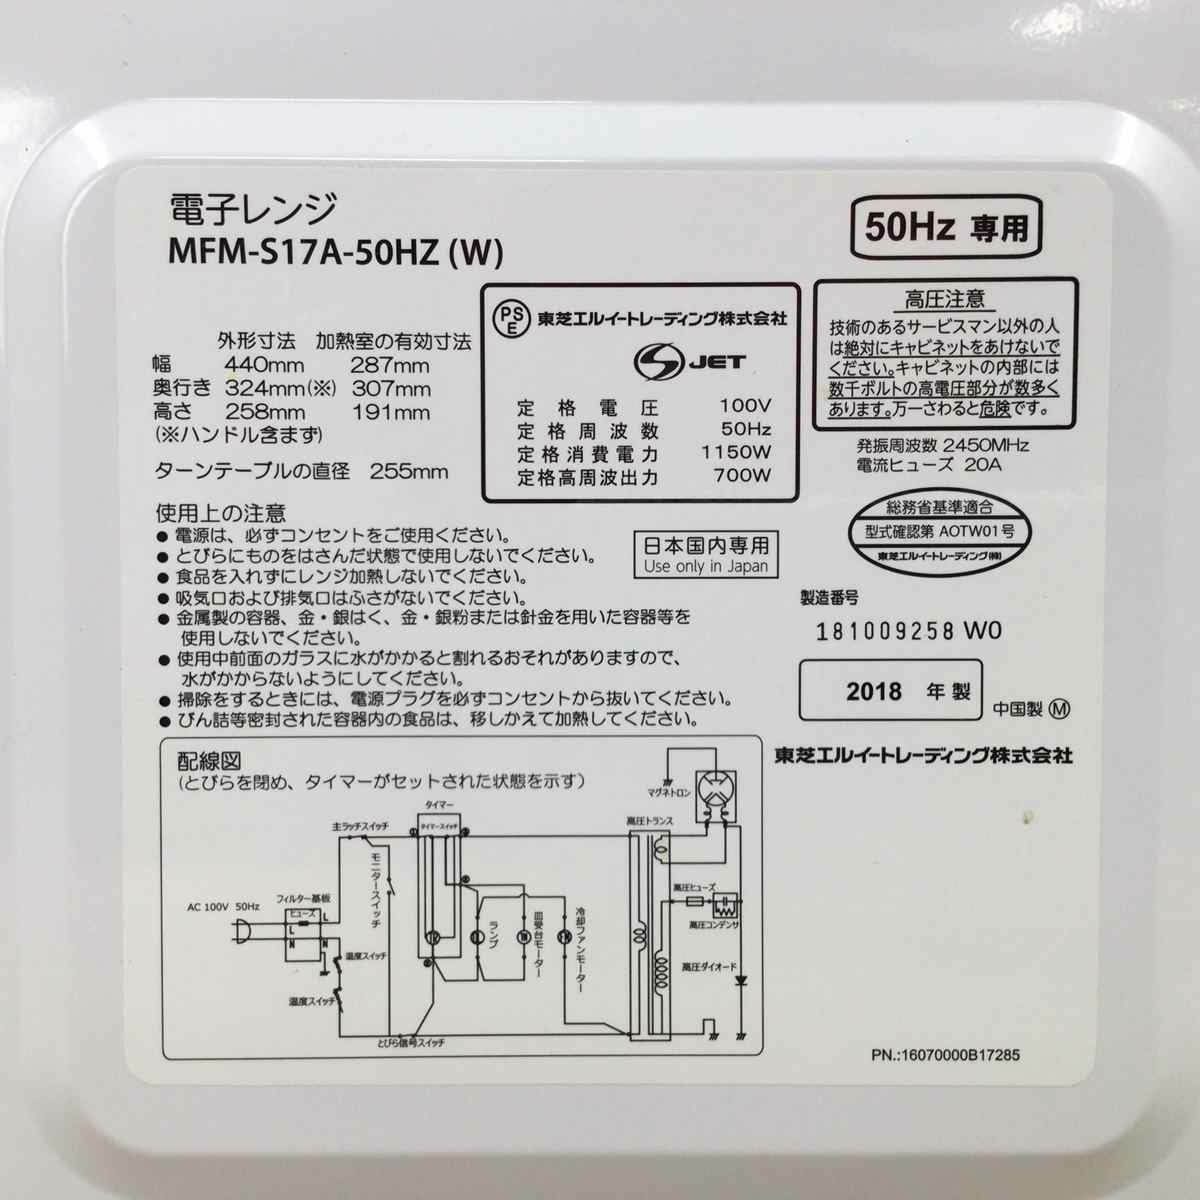 電子レンジ
MFM-S17A-50HZ (W)
50Hz 専用
外形寸法 加熱室の有効寸法
幅 440mm 287mm
奥行き 324mm(※) 307mm
高さ 258mm 191mm
(※ハンドル含まず)
ターンテーブルの直径 255mm
PSE 東芝エルイートレーディング株式会社
JET
定格電圧 100V
定格周波数 50Hz
定格消費電力 1150W
定格高周波出力 700W
高圧注意
技術のあるサービスマン以外の人
は絶対にキャビネットをあけないで
ください。キャビネットの内部には
数千ボルトの高電圧部分が数多く
あります。万一さわると危険です。
発振周波数 2450MHz
電流ヒューズ 20A
総務省基準適合
型式確認第 AOTW01号
東芝エルイートレーディング(株)
使用上の注意
● 電源は、必ずコンセントをご使用ください。
● とびらにものをはさんだ状態で使用しないでください。
● 食品を入れずにレンジ加熱しないでください。
● 吸気口および排気口はふさがないでください。
● 金属製の容器、金・銀はく、金・銀粉または針金を用いた容器等を
使用しないでください。
● 使用中前面のガラスに水がかかると割れるおそれがありますので、
水がかからないようにしてください。
● 掃除をするときには、電源プラグを必ずコンセントから抜いてください。
● びん詰等密封された容器内の食品は、移しかえて加熱してください。
日本国内専用
Use only in Japan
製造番号
181009258 W0
2018 年製
中国製 Ⓜ
東芝エルイートレーディング株式会社
配線図
(とびらを閉め、タイマーがセットされた状態を示す)
タイマー
タイマースイッチ
主ラッチスイッチ
モニタースイッチ
AC 100V 50Hz
フィルター基板
ヒューズ
L
L
N
N
温度スイッチ
温度スイッチ
とびら信号スイッチ
ランプ
皿受台モーター
冷却ファンモーター
高圧トランス
マグネトロン
高圧ヒューズ
高圧コンデンサ
高圧ダイオード
PN.:16070000B17285